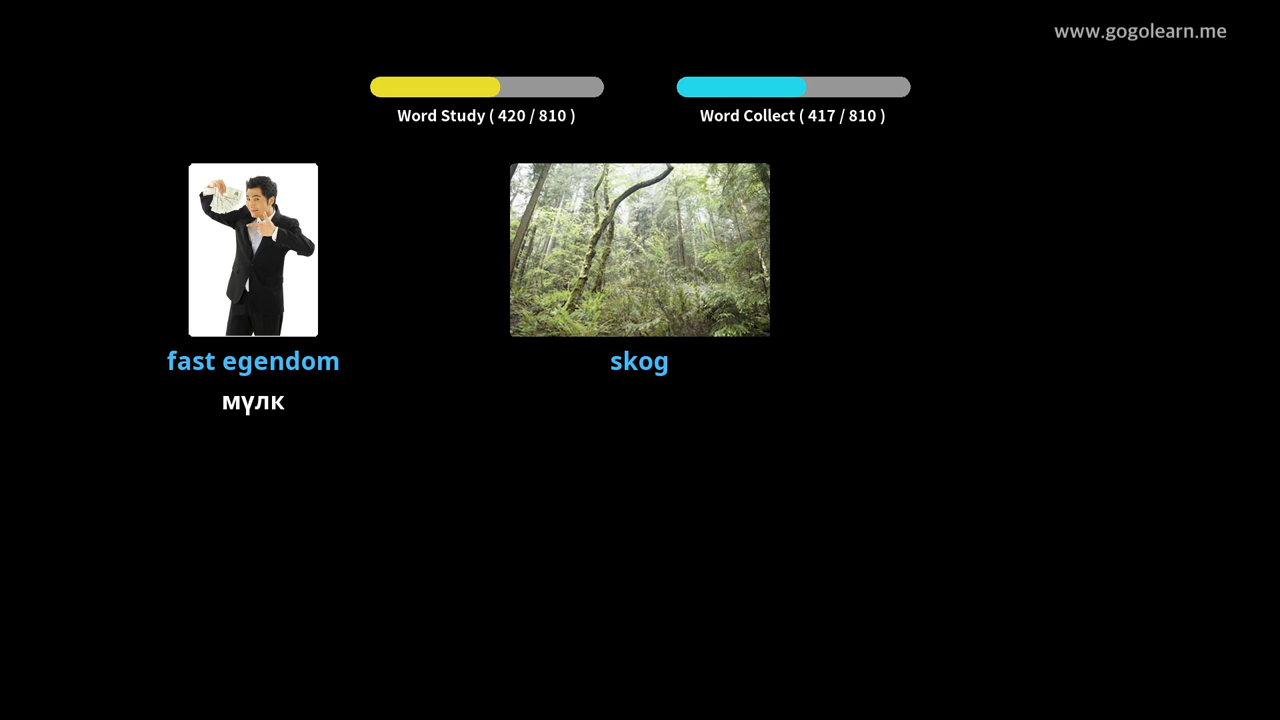 www.gogolearn.me
Word Study ( 420 / 810 )
Word Collect ( 417 / 810 )
fast egendom
skog
мүлк